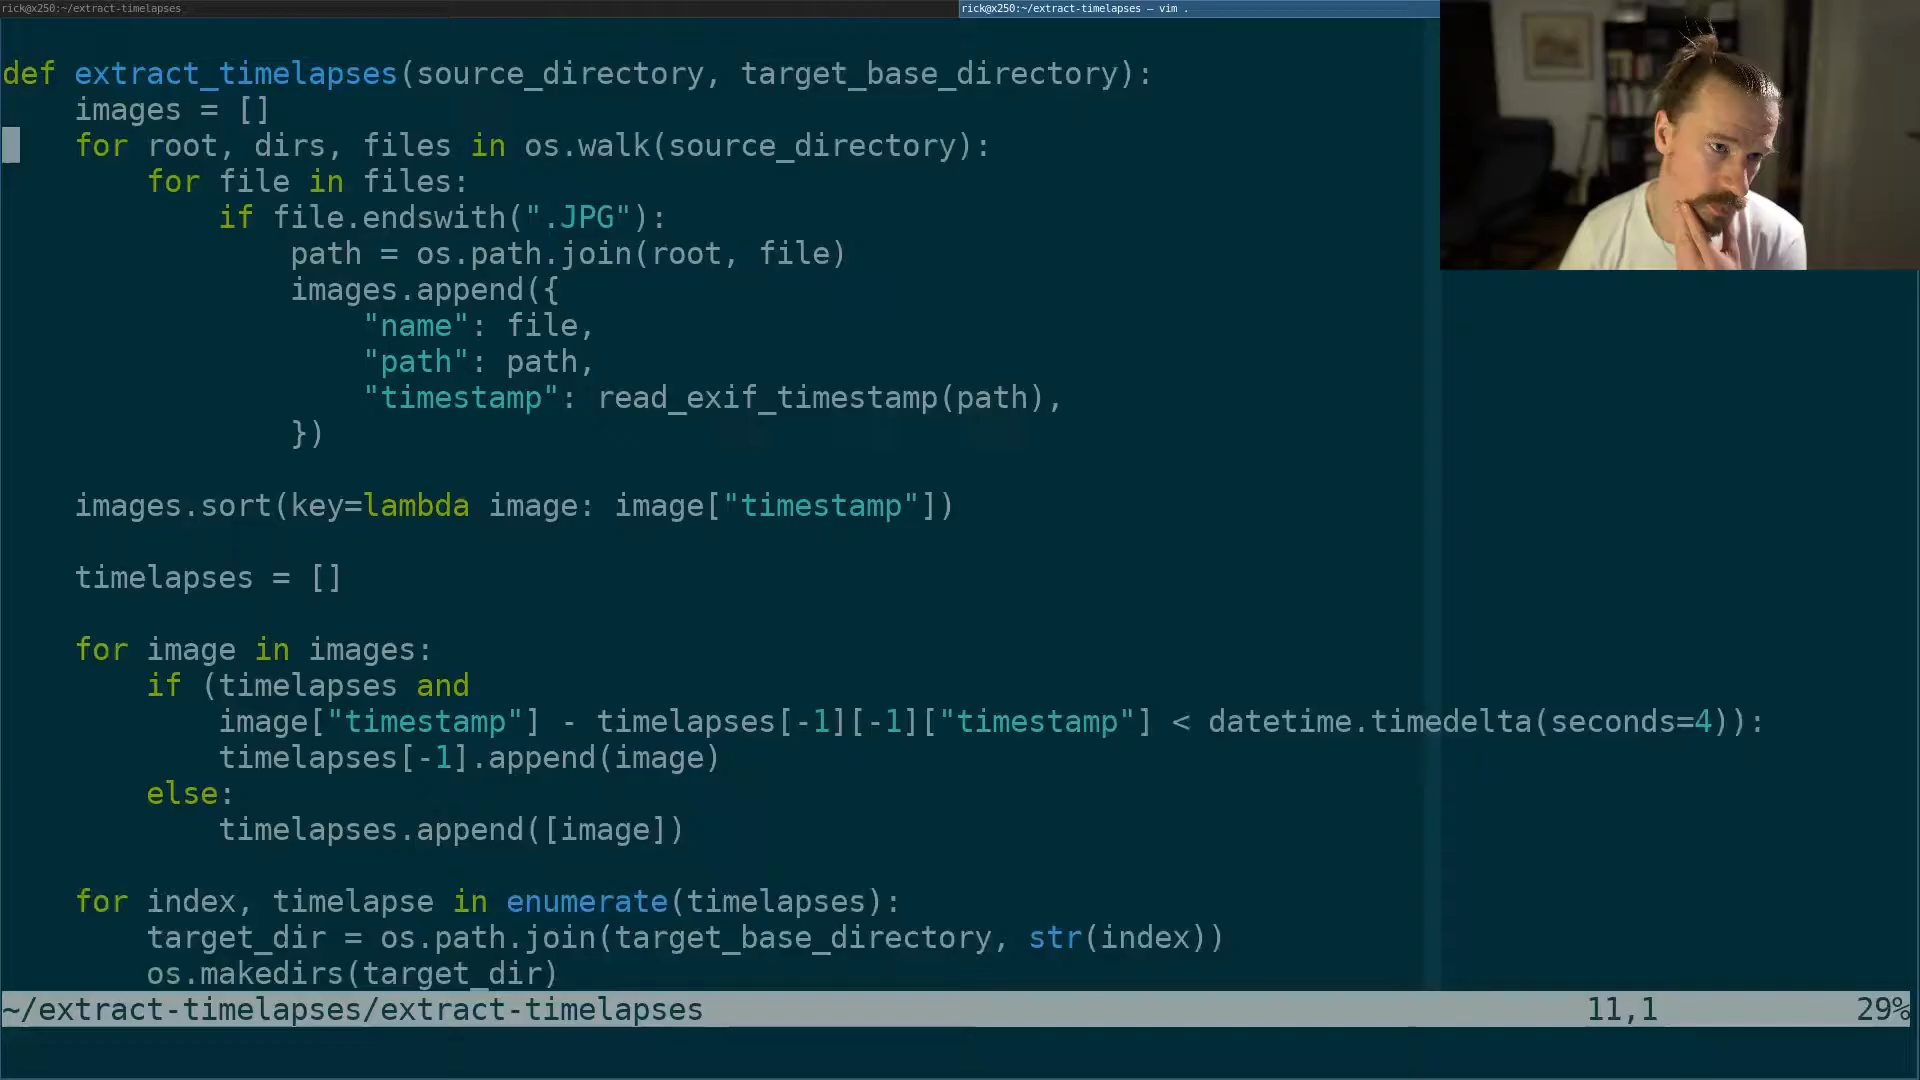 rick@x250:~/extract-timelapses
rick@x250:~/extract-timelapses — vim .
def extract_timelapses(source_directory, target_base_directory):
    images = []
    for root, dirs, files in os.walk(source_directory):
        for file in files:
            if file.endswith(".JPG"):
                path = os.path.join(root, file)
                images.append({
                    "name": file,
                    "path": path,
                    "timestamp": read_exif_timestamp(path),
                })
    images.sort(key=lambda image: image["timestamp"])
    timelapses = []
    for image in images:
        if (timelapses and
            image["timestamp"] - timelapses[-1][-1]["timestamp"] < datetime.timedelta(seconds=4)):
            timelapses[-1].append(image)
        else:
            timelapses.append([image])
    for index, timelapse in enumerate(timelapses):
        target_dir = os.path.join(target_base_directory, str(index))
        os.makedirs(target_dir)
~/extract-timelapses/extract-timelapses 11,1 29%